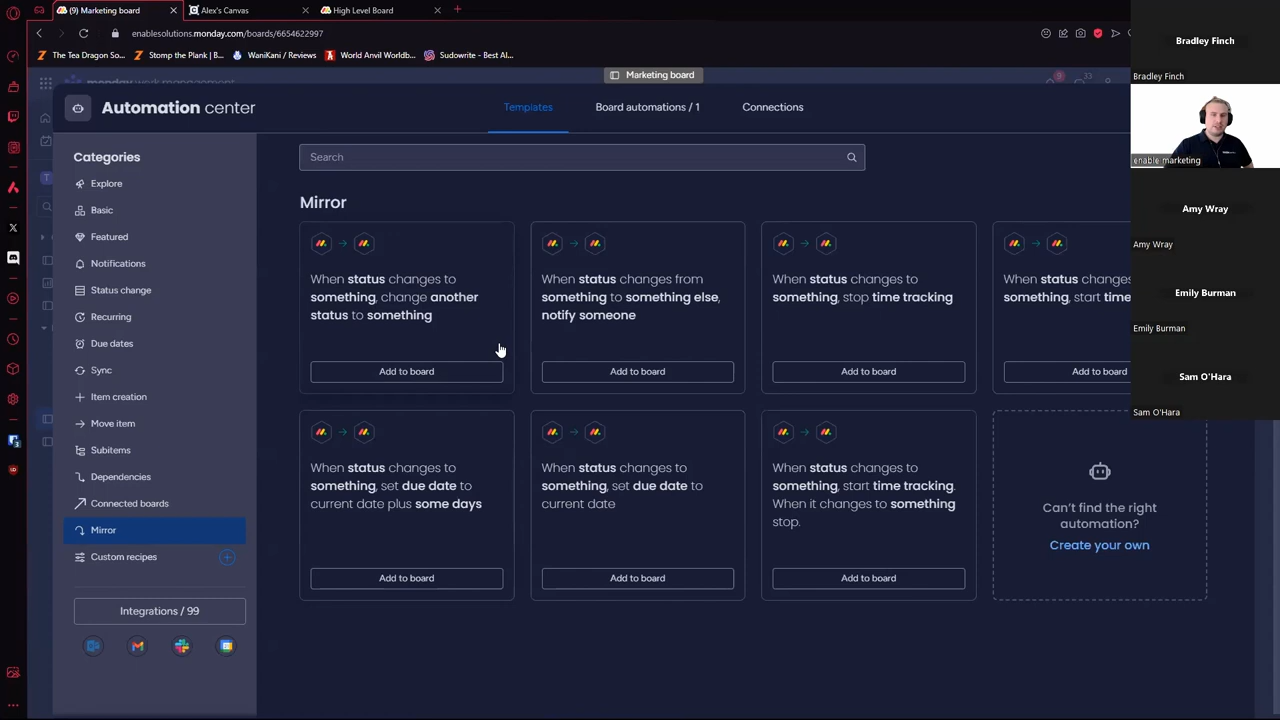 (9) Marketing board
Alex's Canvas
High Level Board
enablesolutions.monday.com/boards/6654622997
The Tea Dragon So...
Stomp the Plank | B...
WaniKani / Reviews
World Anvil Worldb...
Sudowrite - Best AI...
monday work management
Marketing board
9
33
Automation center
Templates
Board automations / 1
Connections
Categories
Explore
Basic
Featured
Notifications
Status change
Recurring
Due dates
Sync
Item creation
Move item
Subitems
Dependencies
Connected boards
Mirror
Custom recipes
Integrations / 99
Search
Mirror
When status changes to
something, change another
status to something
Add to board
When status changes from
something to something else,
notify someone
Add to board
When status changes to
something, stop time tracking
Add to board
When status changes
something, start time
Add to board
When status changes to
something, set due date to
current date plus some days
Add to board
When status changes to
something, set due date to
current date
Add to board
When status changes to
something, start time tracking.
When it changes to something
stop.
Add to board
Can't find the right
automation?
Create your own
Bradley Finch
Bradley Finch
enable marketing
Amy Wray
Amy Wray
Emily Burman
Emily Burman
Sam O'Hara
Sam O'Hara